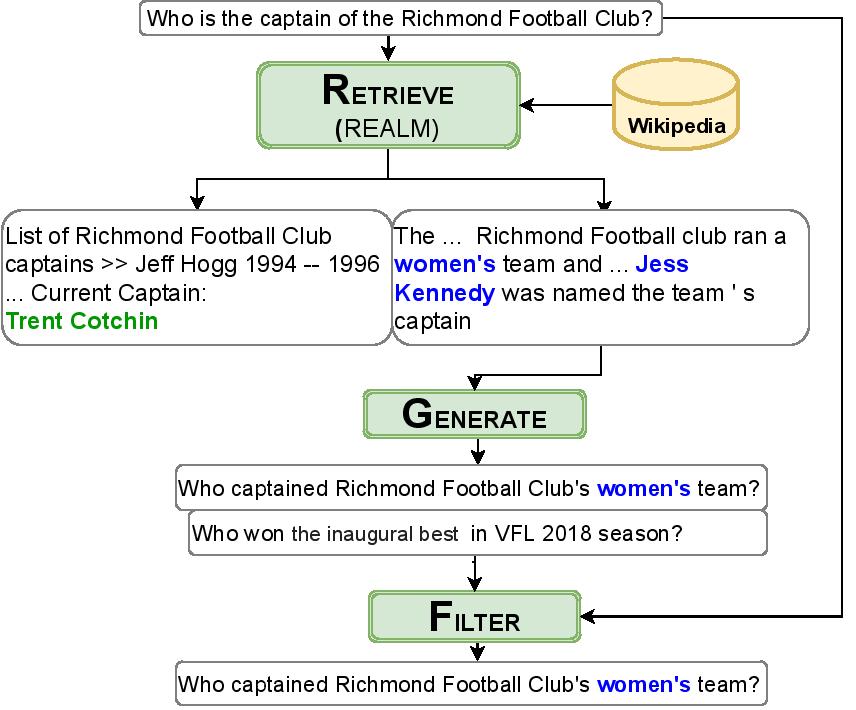 Who is the captain of the Richmond Football Club?
RETRIEVE
(REALM)
Wikipedia
List of Richmond Football Club
captains >> Jeff Hogg 1994 -- 1996
... Current Captain:
Trent Cotchin
The ... Richmond Football club ran a
women's team and ... Jess
Kennedy was named the team ' s
captain
GENERATE
Who captained Richmond Football Club's women's team?
Who won the inaugural best in VFL 2018 season?
FILTER
Who captained Richmond Football Club's women's team?